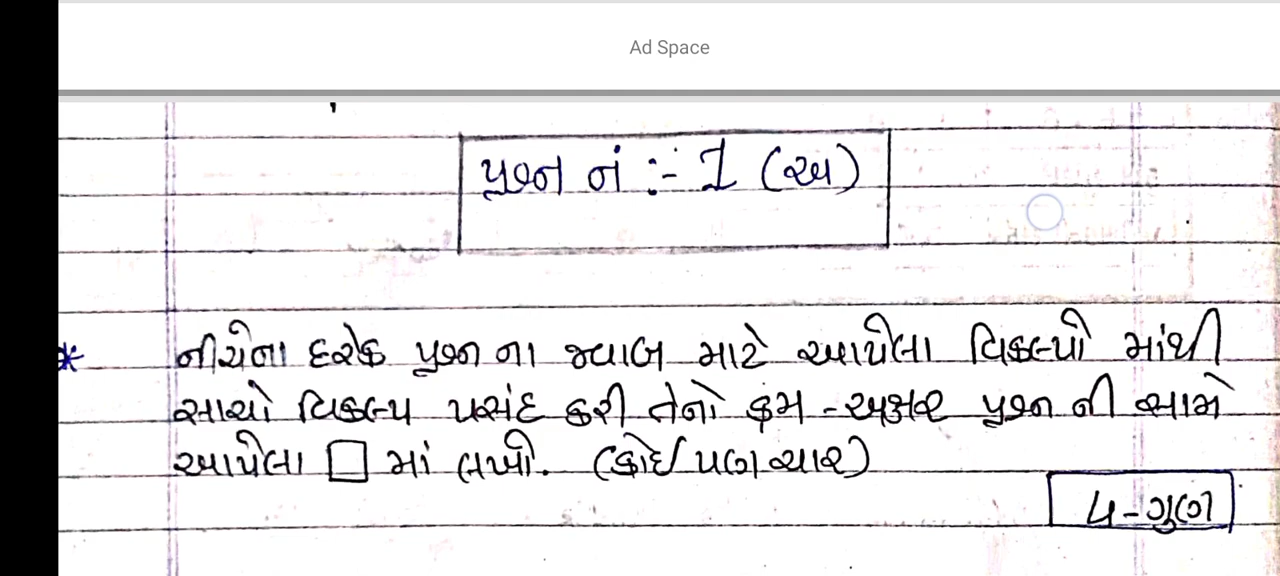 Ad Space
પ્રશ્ન નં :- 1 (અ)
* નીચેના દરેક પ્રશ્ન ના જવાબ માટે આપેલા વિકલ્પો માંથી
સાચો વિકલ્પ પસંદ કરી તેનો ક્રમ - અક્ષર પ્રશ્ન ની સામે
આપેલા □ માં લખો. (કોઈ પણ ચાર)
૪ - ગુણ